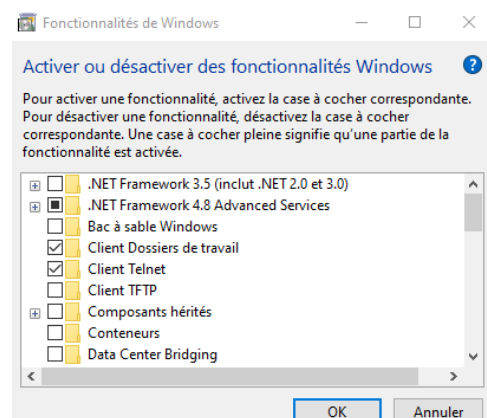 Fonctionnalités de Windows
Activer ou désactiver des fonctionnalités Windows
Pour activer une fonctionnalité, activez la case à cocher correspondante.
Pour désactiver une fonctionnalité, désactivez la case à cocher
correspondante. Une case à cocher pleine signifie qu'une partie de la
fonctionnalité est activée.
.NET Framework 3.5 (inclut .NET 2.0 et 3.0)
.NET Framework 4.8 Advanced Services
Bac à sable Windows
Client Dossiers de travail
Client Telnet
Client TFTP
Composants hérités
Conteneurs
Data Center Bridging
OK Annuler